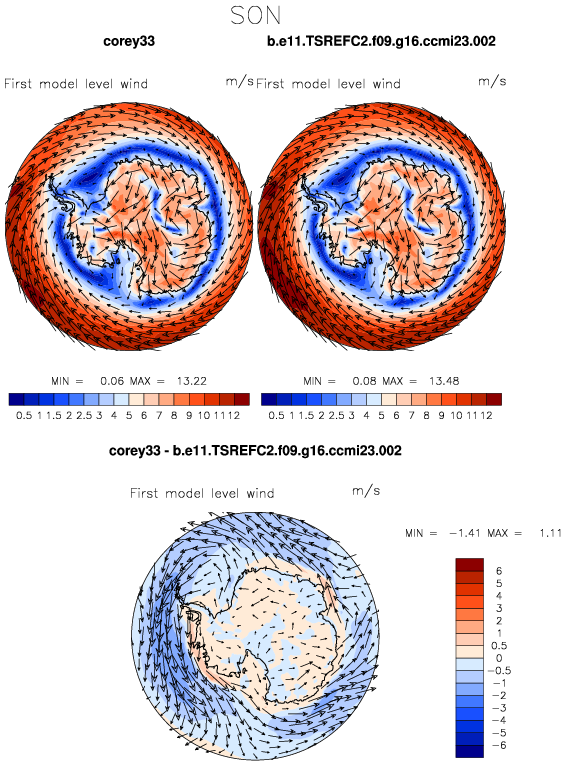 SON
corey33
b.e11.TSREFC2.f09.g16.ccmi23.002
First model level wind m/s
First model level wind m/s
MIN = 0.06 MAX = 13.22
MIN = 0.08 MAX = 13.48
0.5 1 1.5 2 2.5 3 4 5 6 7 8 9 10 11 12
0.5 1 1.5 2 2.5 3 4 5 6 7 8 9 10 11 12
corey33 - b.e11.TSREFC2.f09.g16.ccmi23.002
First model level wind m/s
MIN = -1.41 MAX = 1.11
6
5
4
3
2
1
0.5
0
-0.5
-1
-2
-3
-4
-5
-6